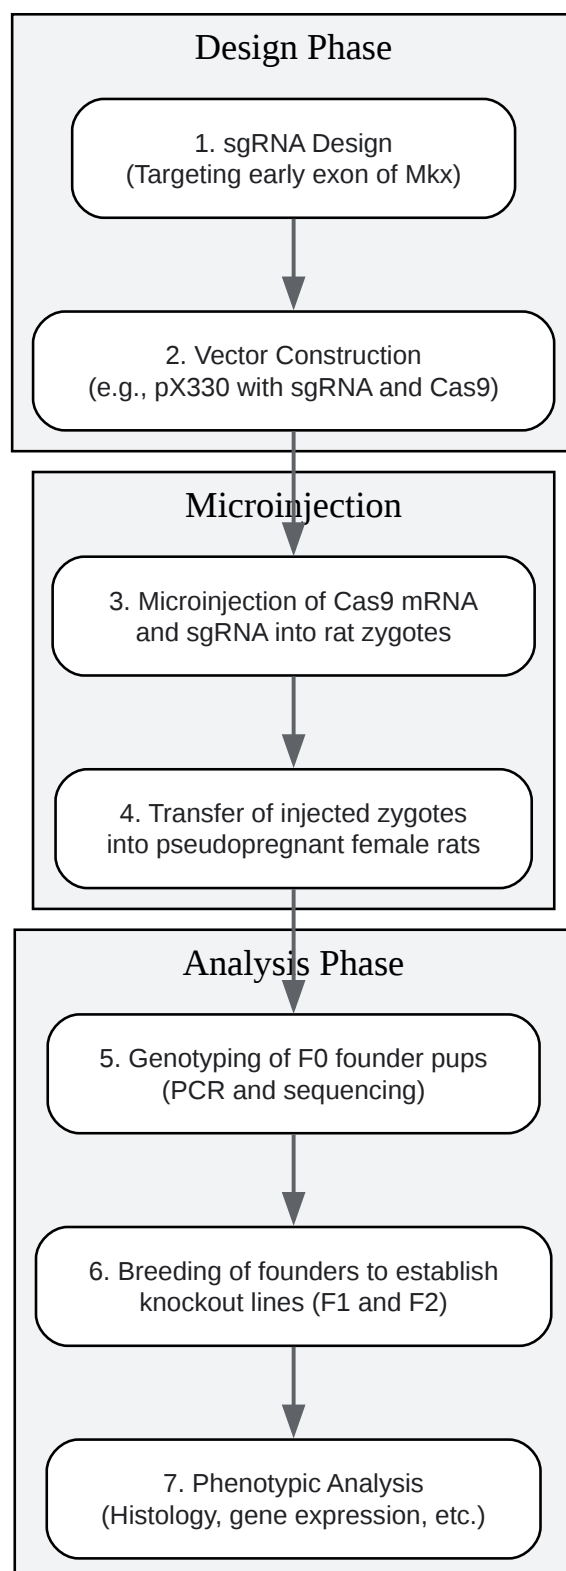 Design Phase
1. sgRNA Design
(Targeting early exon of Mkx)
2. Vector Construction
(e.g., pX330 with sgRNA and Cas9)
Microinjection
3. Microinjection of Cas9 mRNA
and sgRNA into rat zygotes
4. Transfer of injected zygotes
into pseudopregnant female rats
Analysis Phase
5. Genotyping of F0 founder pups
(PCR and sequencing)
6. Breeding of founders to establish
knockout lines (F1 and F2)
7. Phenotypic Analysis
(Histology, gene expression, etc.)